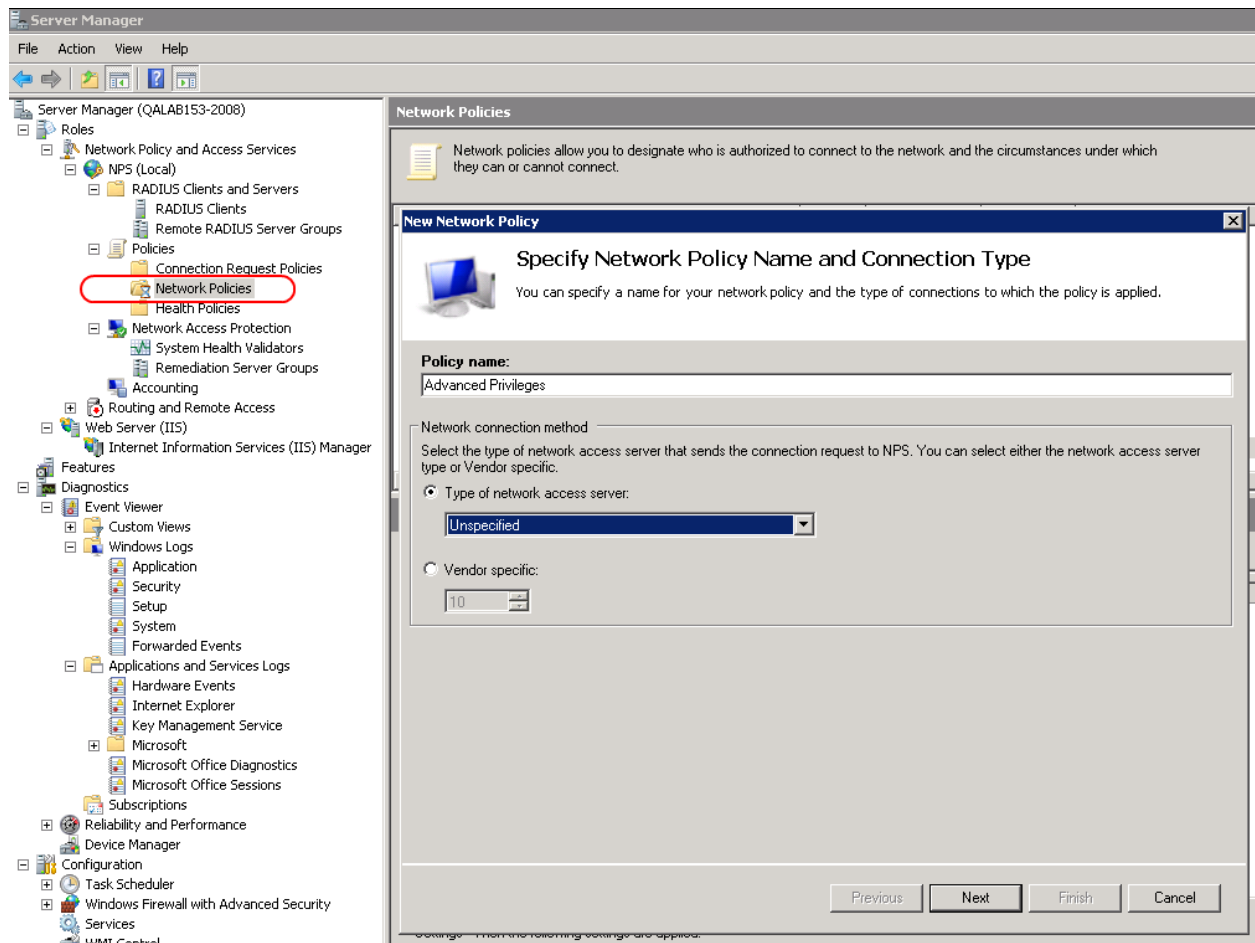 Server Manager
File Action View Help
Server Manager (QALAB153-2008)
Roles
Network Policy and Access Services
NPS (Local)
RADIUS Clients and Servers
RADIUS Clients
Remote RADIUS Server Groups
Policies
Connection Request Policies
Network Policies
Health Policies
Network Access Protection
System Health Validators
Remediation Server Groups
Accounting
Routing and Remote Access
Web Server (IIS)
Internet Information Services (IIS) Manager
Features
Diagnostics
Event Viewer
Custom Views
Windows Logs
Application
Security
Setup
System
Forwarded Events
Applications and Services Logs
Hardware Events
Internet Explorer
Key Management Service
Microsoft
Microsoft Office Diagnostics
Microsoft Office Sessions
Subscriptions
Reliability and Performance
Device Manager
Configuration
Task Scheduler
Windows Firewall with Advanced Security
Services
WMI Control
Network Policies
Network policies allow you to designate who is authorized to connect to the network and the circumstances under which
they can or cannot connect.
New Network Policy
Specify Network Policy Name and Connection Type
You can specify a name for your network policy and the type of connections to which the policy is applied.
Policy name:
Advanced Privileges
Network connection method
Select the type of network access server that sends the connection request to NPS. You can select either the network access server
type or Vendor specific.
Type of network access server:
Unspecified
Vendor specific:
10
Previous Next Finish Cancel
Settings - Then the following settings are applied: